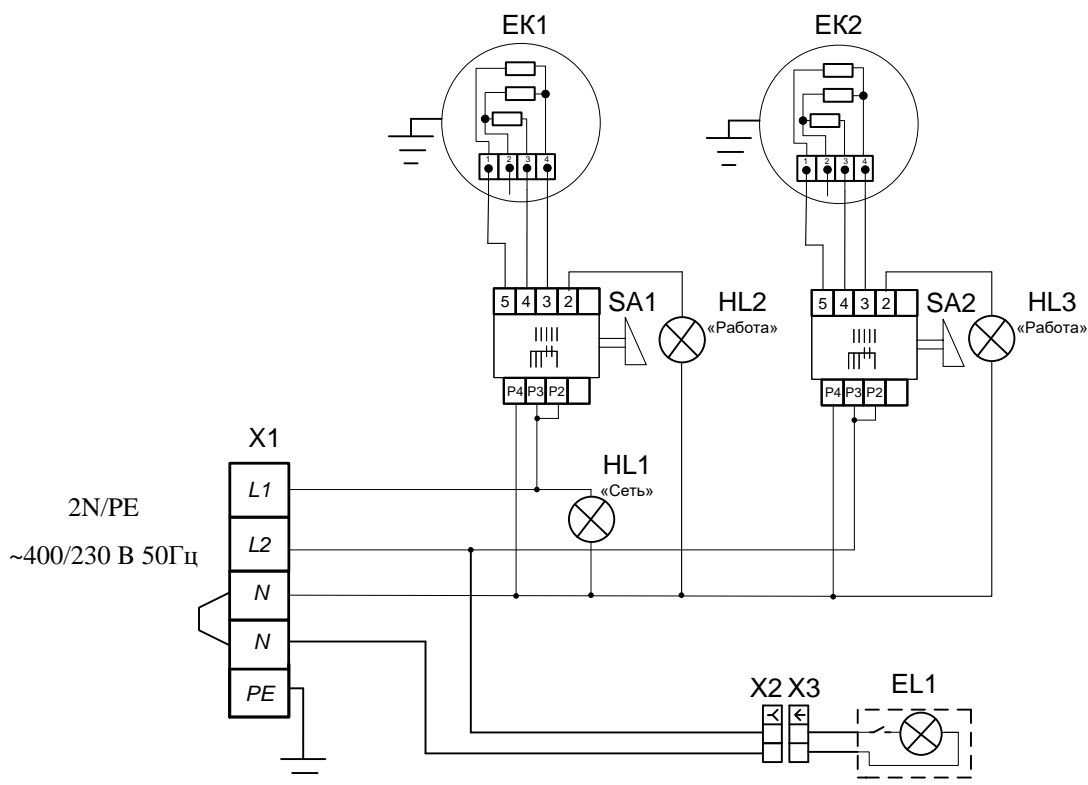 EK1 EK2
1 2 3 4
1 2 3 4
5 4 3 2
SA1
HL2
«Работа»
5 4 3 2
SA2
HL3
«Работа»
P4 P3 P2
P4 P3 P2
X1
HL1
«Сеть»
L1
2N/PE
L2
~400/230 В 50Гц
N
N
PE
X2 X3 EL1